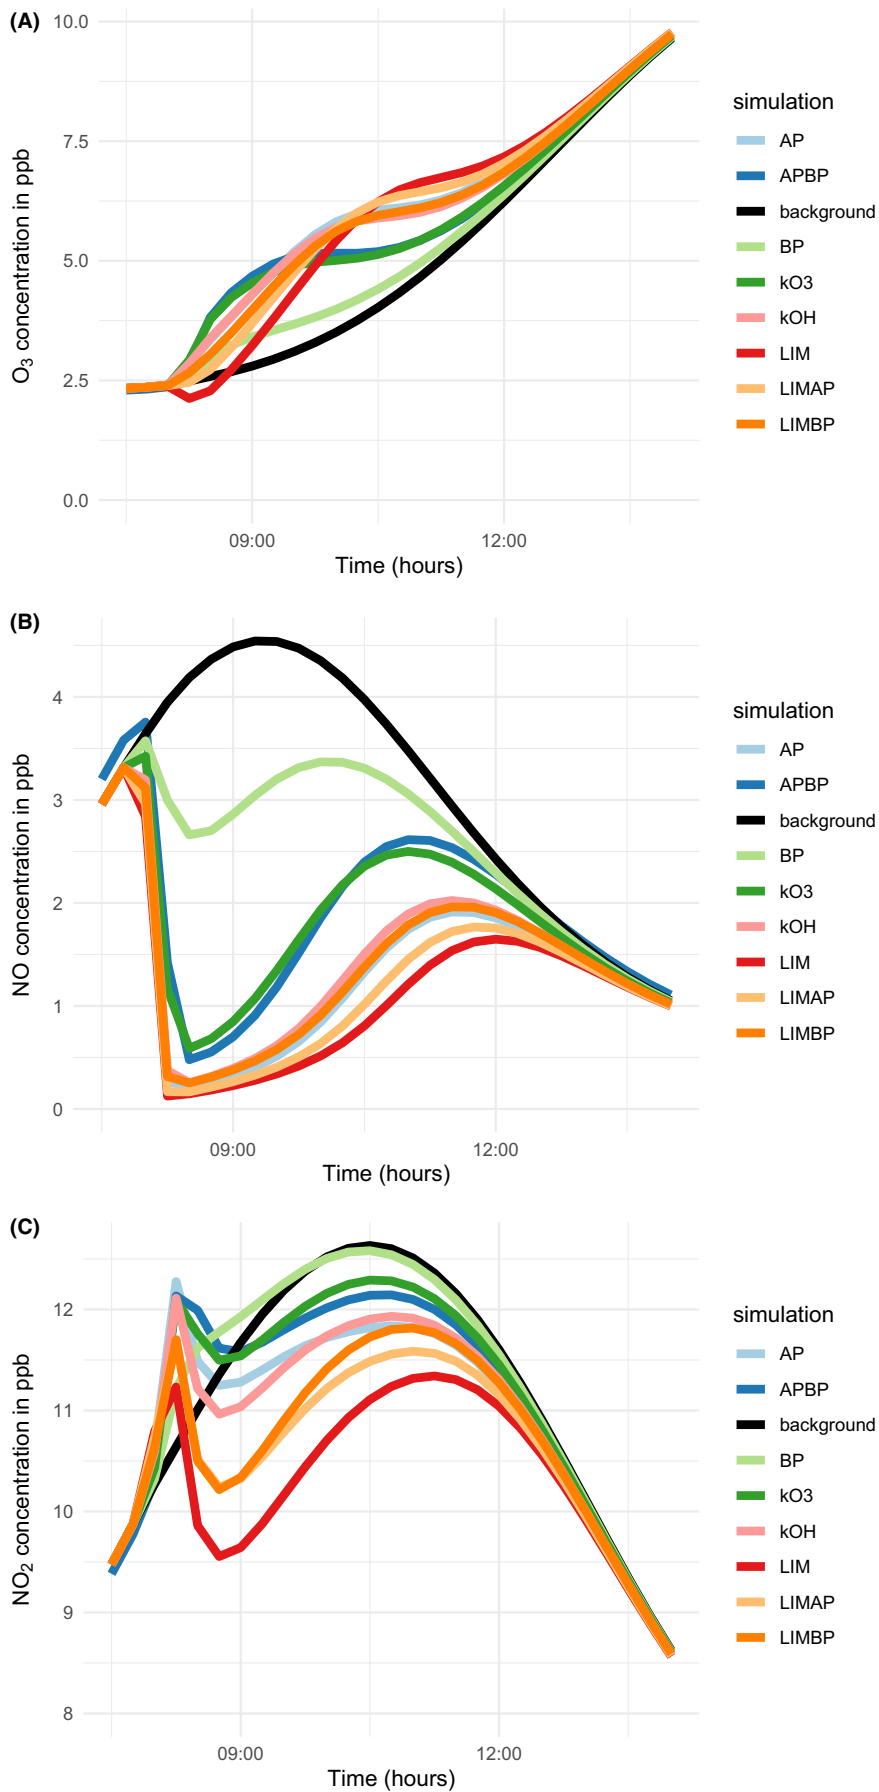 (A)
10.0
7.5
5.0
2.5
0.0
O3 concentration in ppb
09:00
12:00
Time (hours)
simulation
AP
APBP
background
BP
kO3
kOH
LIM
LIMAP
LIMBP
(B)
4
3
2
1
0
NO concentration in ppb
09:00
12:00
Time (hours)
simulation
AP
APBP
background
BP
kO3
kOH
LIM
LIMAP
LIMBP
(C)
12
11
10
9
8
NO2 concentration in ppb
09:00
12:00
Time (hours)
simulation
AP
APBP
background
BP
kO3
kOH
LIM
LIMAP
LIMBP